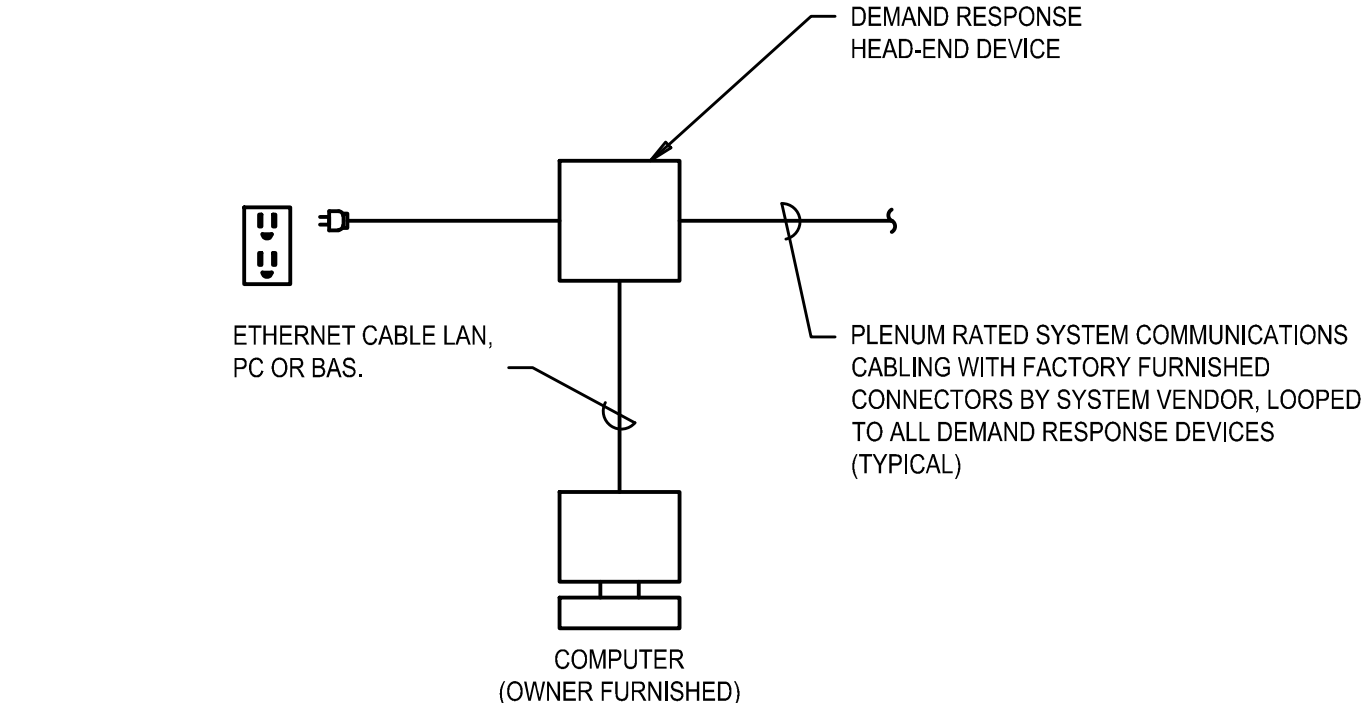 DEMAND RESPONSE
HEAD-END DEVICE
ETHERNET CABLE LAN,
PC OR BAS.
PLENUM RATED SYSTEM COMMUNICATIONS
CABLING WITH FACTORY FURNISHED
CONNECTORS BY SYSTEM VENDOR, LOOPED
TO ALL DEMAND RESPONSE DEVICES
(TYPICAL)
COMPUTER
(OWNER FURNISHED)